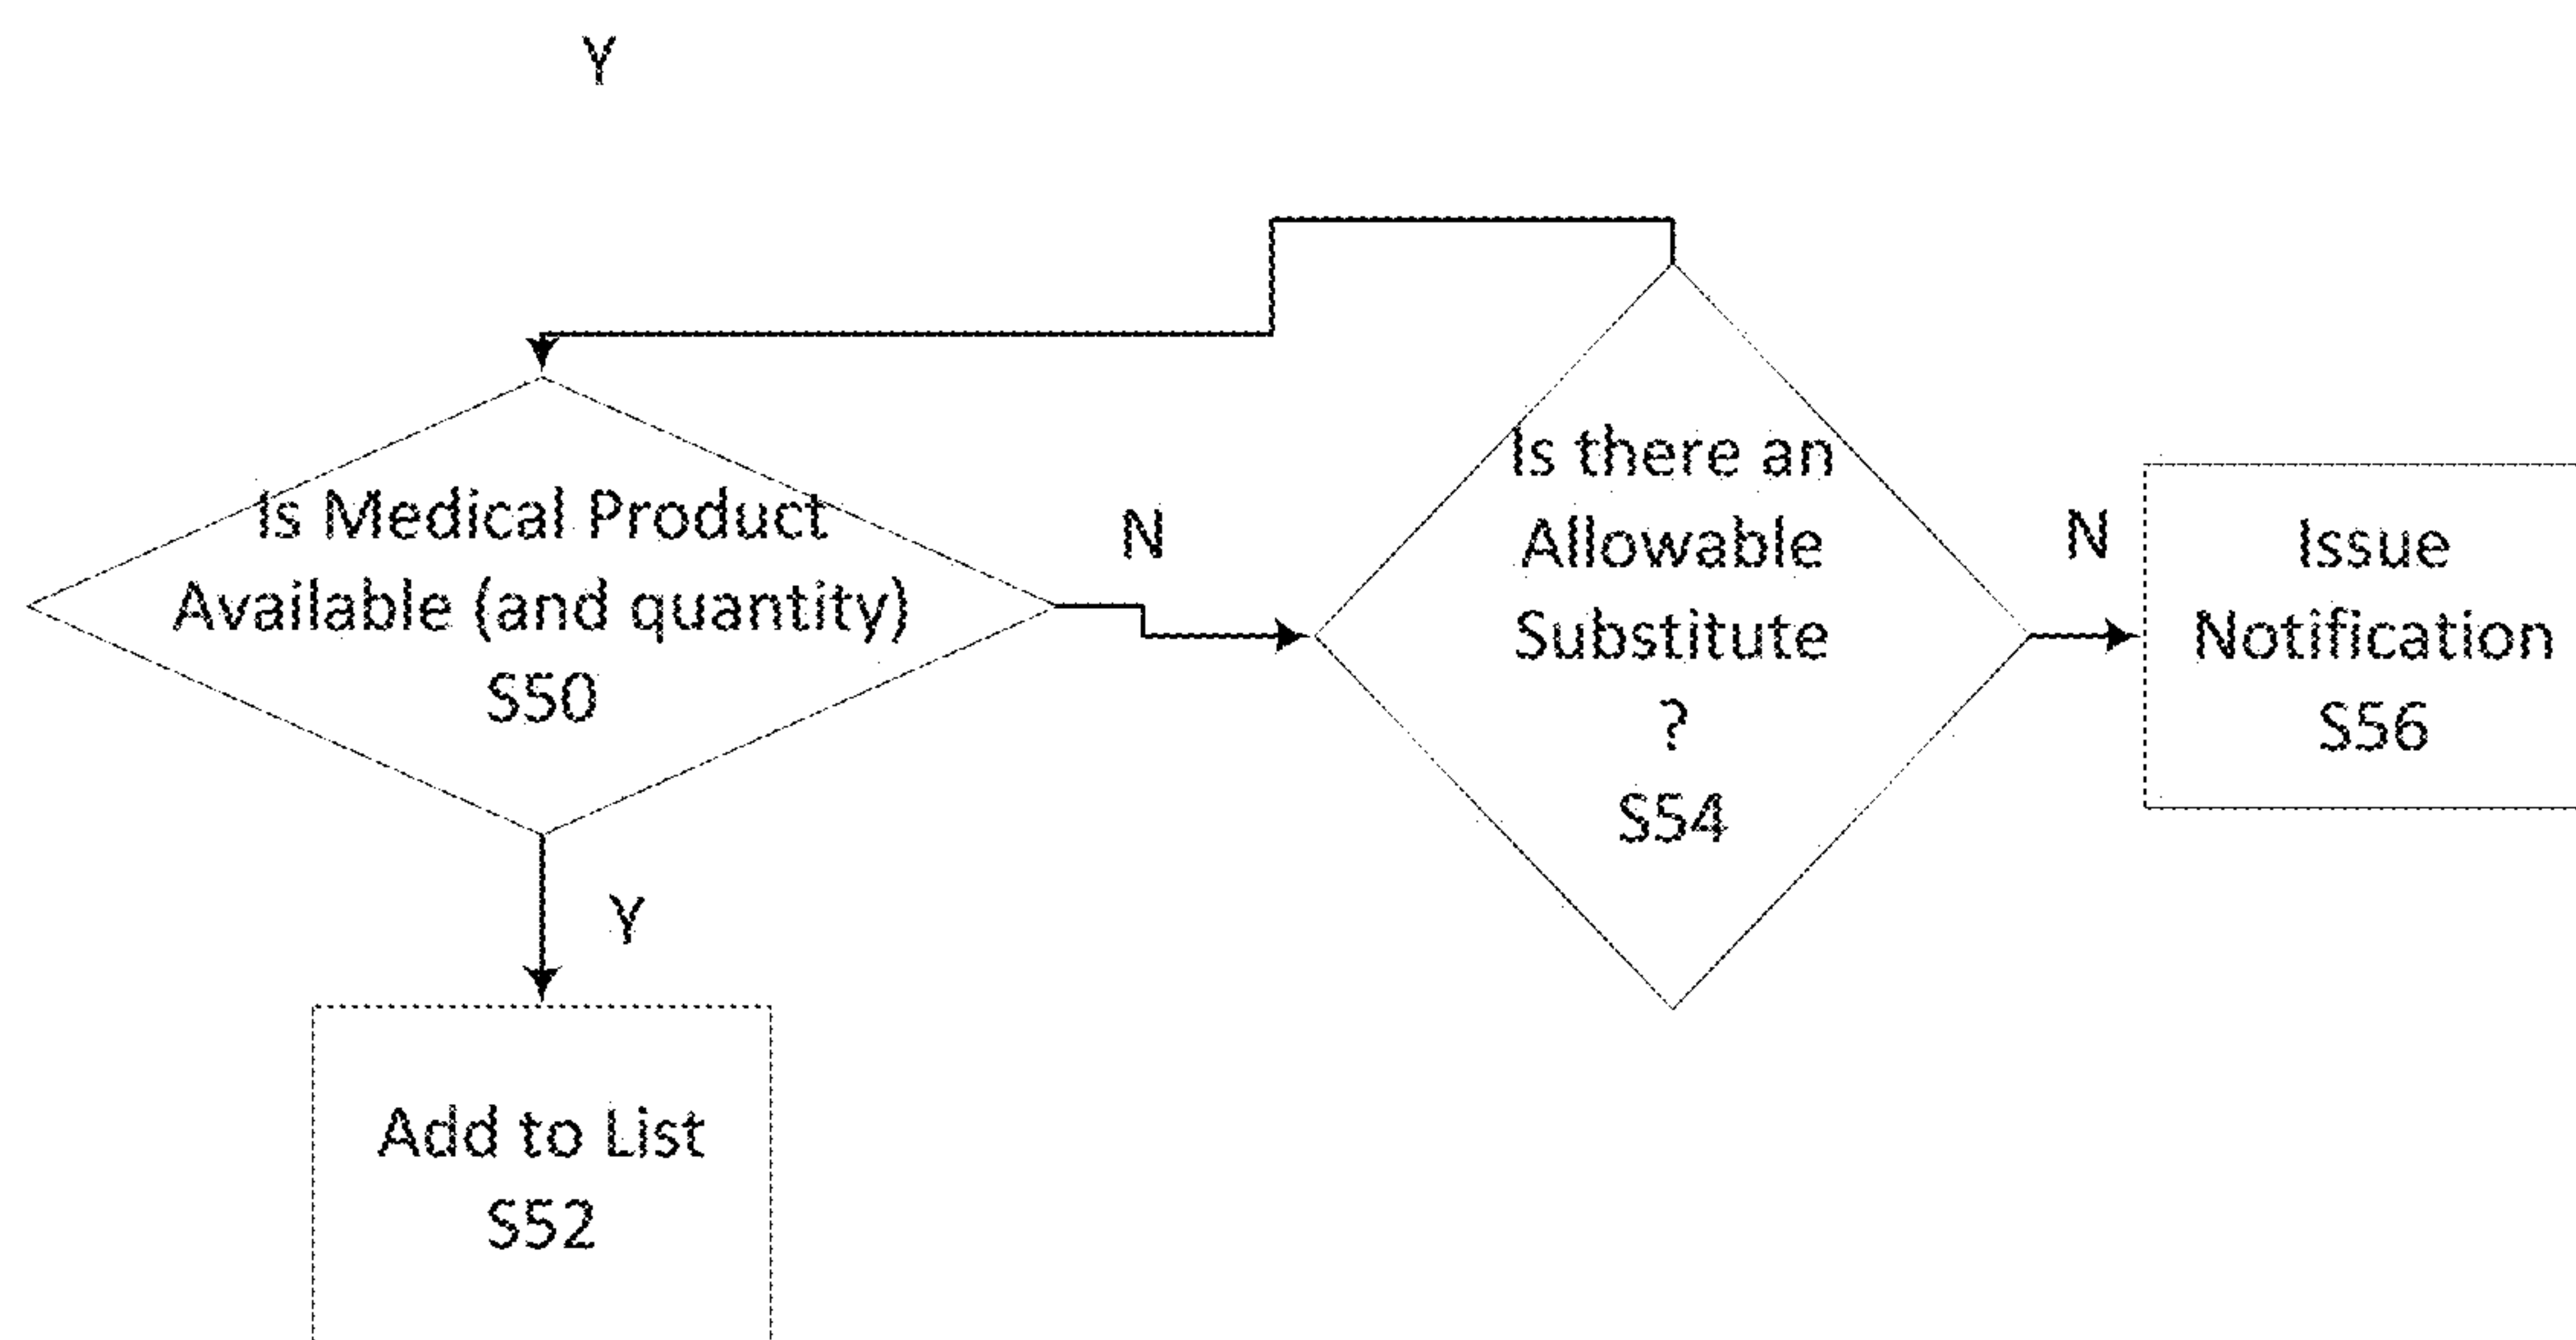 Y
Is Medical Product
Available (and quantity)
S50
N
Is there an
Allowable
Substitute
?
S54
N
Issue
Notification
S56
Y
Add to List
S52